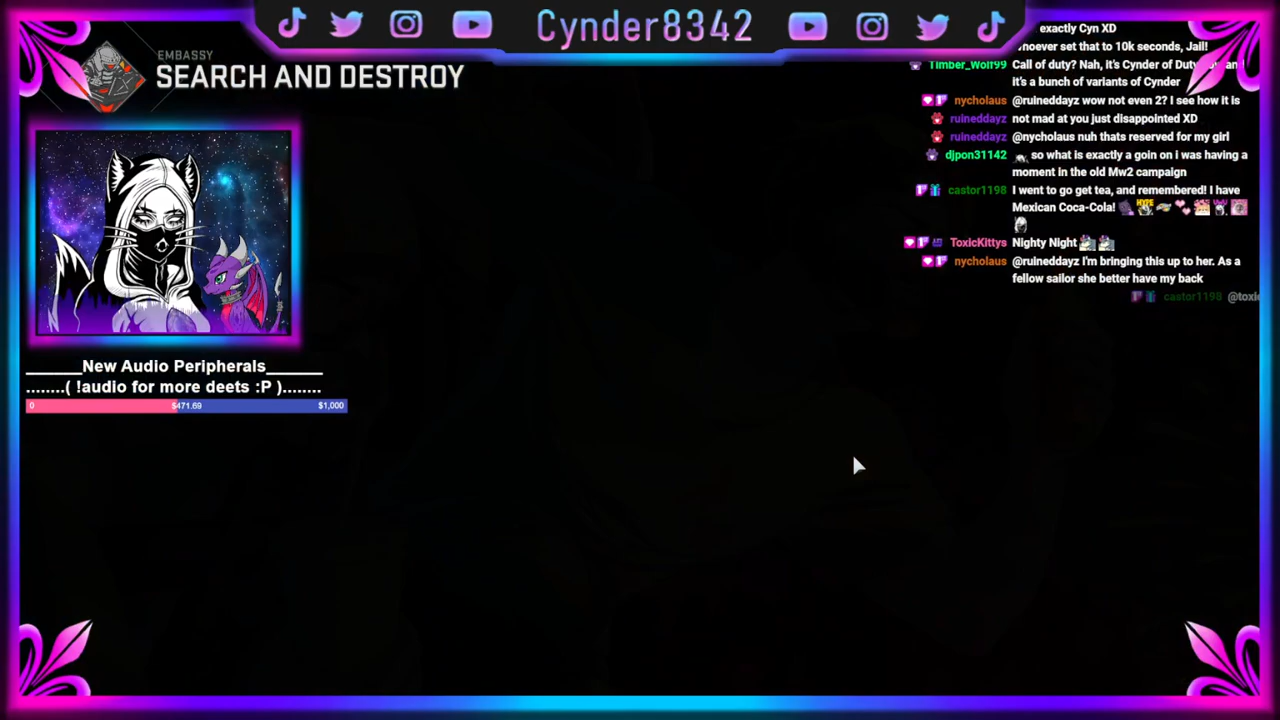 Cynder8342
EMBASSY
SEARCH AND DESTROY
_______New Audio Peripherals______
........( !audio for more deets :P )........
0 $471.69 $1,000
exactly Cyn XD
set that to 10k seconds, Jail!
Timber_Wolf99 Call of duty? Nah, it's Cynder of
it's a bunch of variants of Cynder
nycholaus @ruineddayz wow not even 2? I see how it is
ruineddayz not mad at you just disappointed XD
ruineddayz @nycholaus nuh thats reserved for my girl
djpon31142 so what is exactly a goin on i was having a
moment in the old Mw2 campaign
castor1198 I went to go get tea, and remembered! I have
Mexican Coca-Cola! HYPE
ToxicKittys Nighty Night
nycholaus @ruineddayz I'm bringing this up to her. As a
fellow sailor she better have my back
castor1198 @toxic